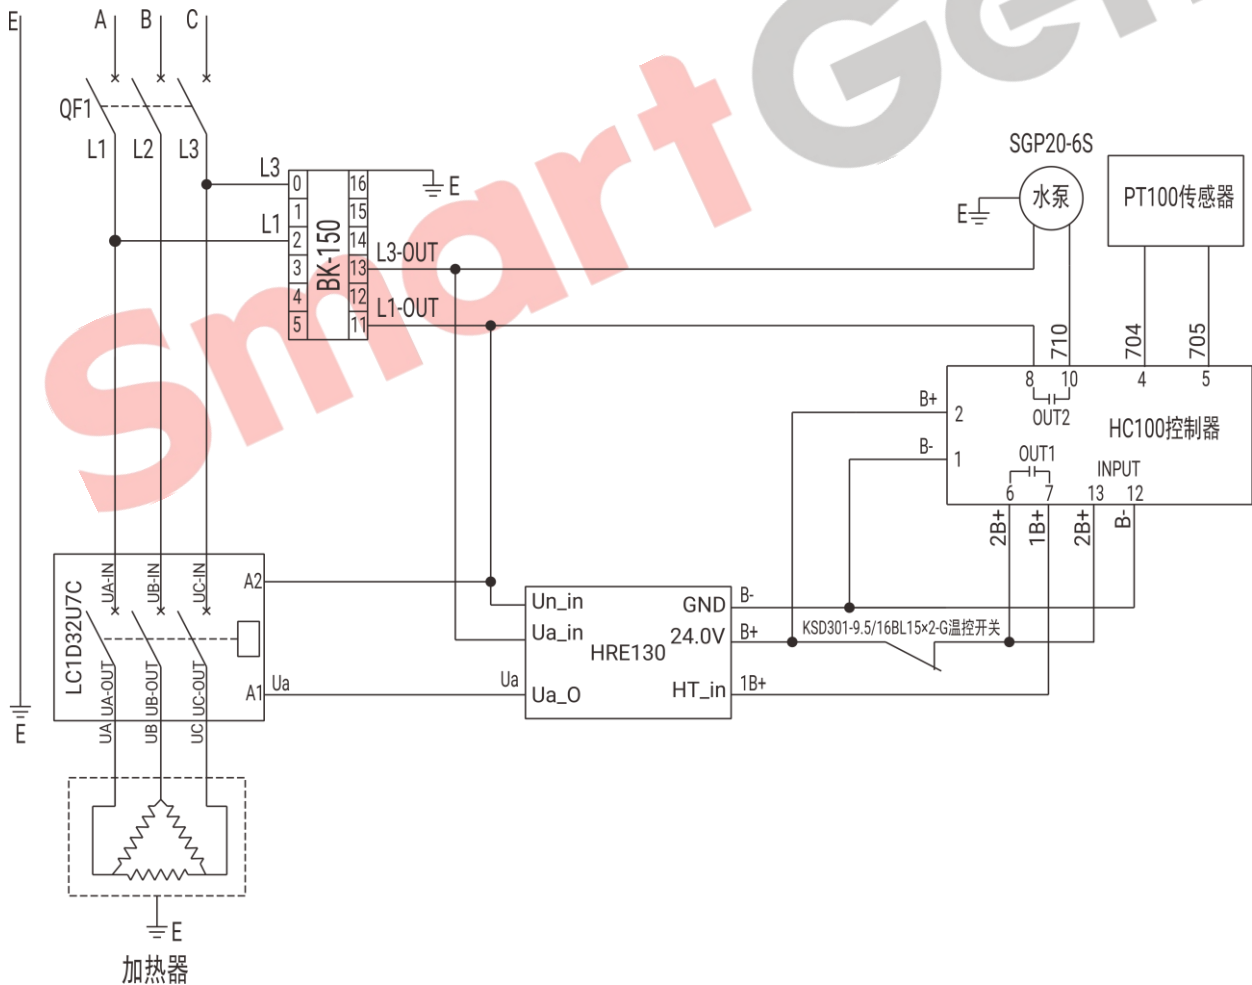 E
A B C
QF1
L1 L2 L3
L3
L1
0
1
2
3
4
5
BK-150
16
15
14
13
12
11
E
L3-OUT
L1-OUT
SmartGen
SGP20-6S
水泵
E
PT100传感器
710
704
705
8 10 4 5
OUT2
HC100控制器
B+
2
B-
1
OUT1
INPUT
6 7 13 12
2B+
1B+
2B+
B-
LC1D32U7C
UA-IN
UB-IN
UC-IN
A2
A1
UA-OUT
UB-OUT
UC-OUT
UA
UB
UC
Ua
Ua
Un_in
Ua_in
HRE130
Ua_O
GND
24.0V
HT_in
B-
B+
1B+
KSD301-9.5/16BL15×2-G温控开关
E
E
加热器